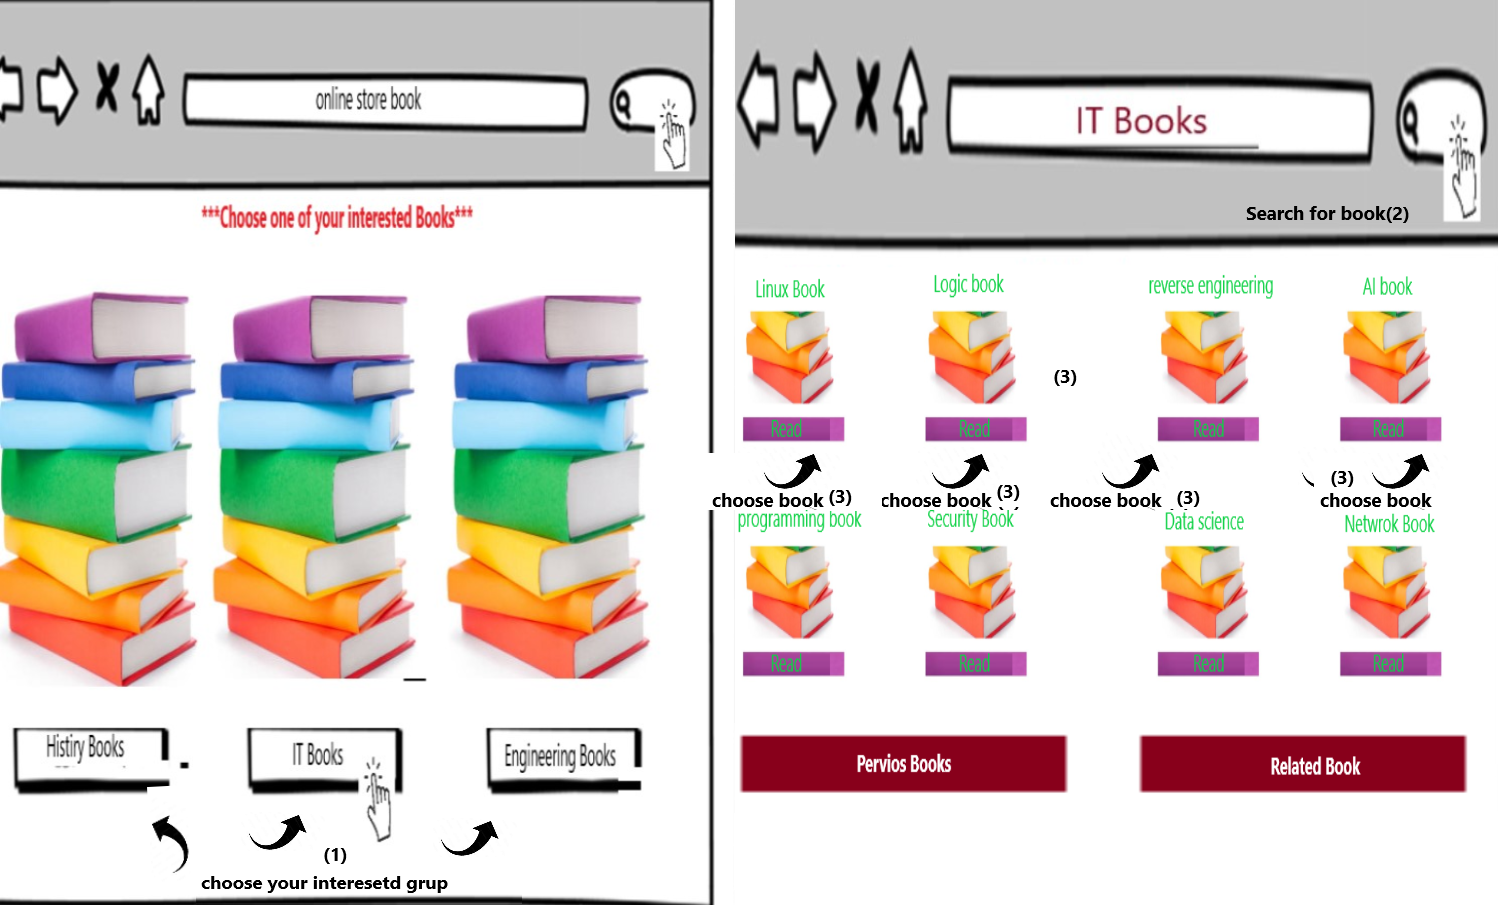 online store book
***Choose one of your interested Books***
Histiry Books
IT Books
Engineering Books
(1)
choose your interesetd grup
IT Books
Search for book(2)
Linux Book
Logic book
reverse engineering
AI book
(3)
Read
Read
Read
Read
choose book (3)
choose book (3)
choose book (3)
(3)
choose book
programming book
Security Book
Data science
Netwrok Book
Read
Read
Read
Read
Pervios Books
Related Book